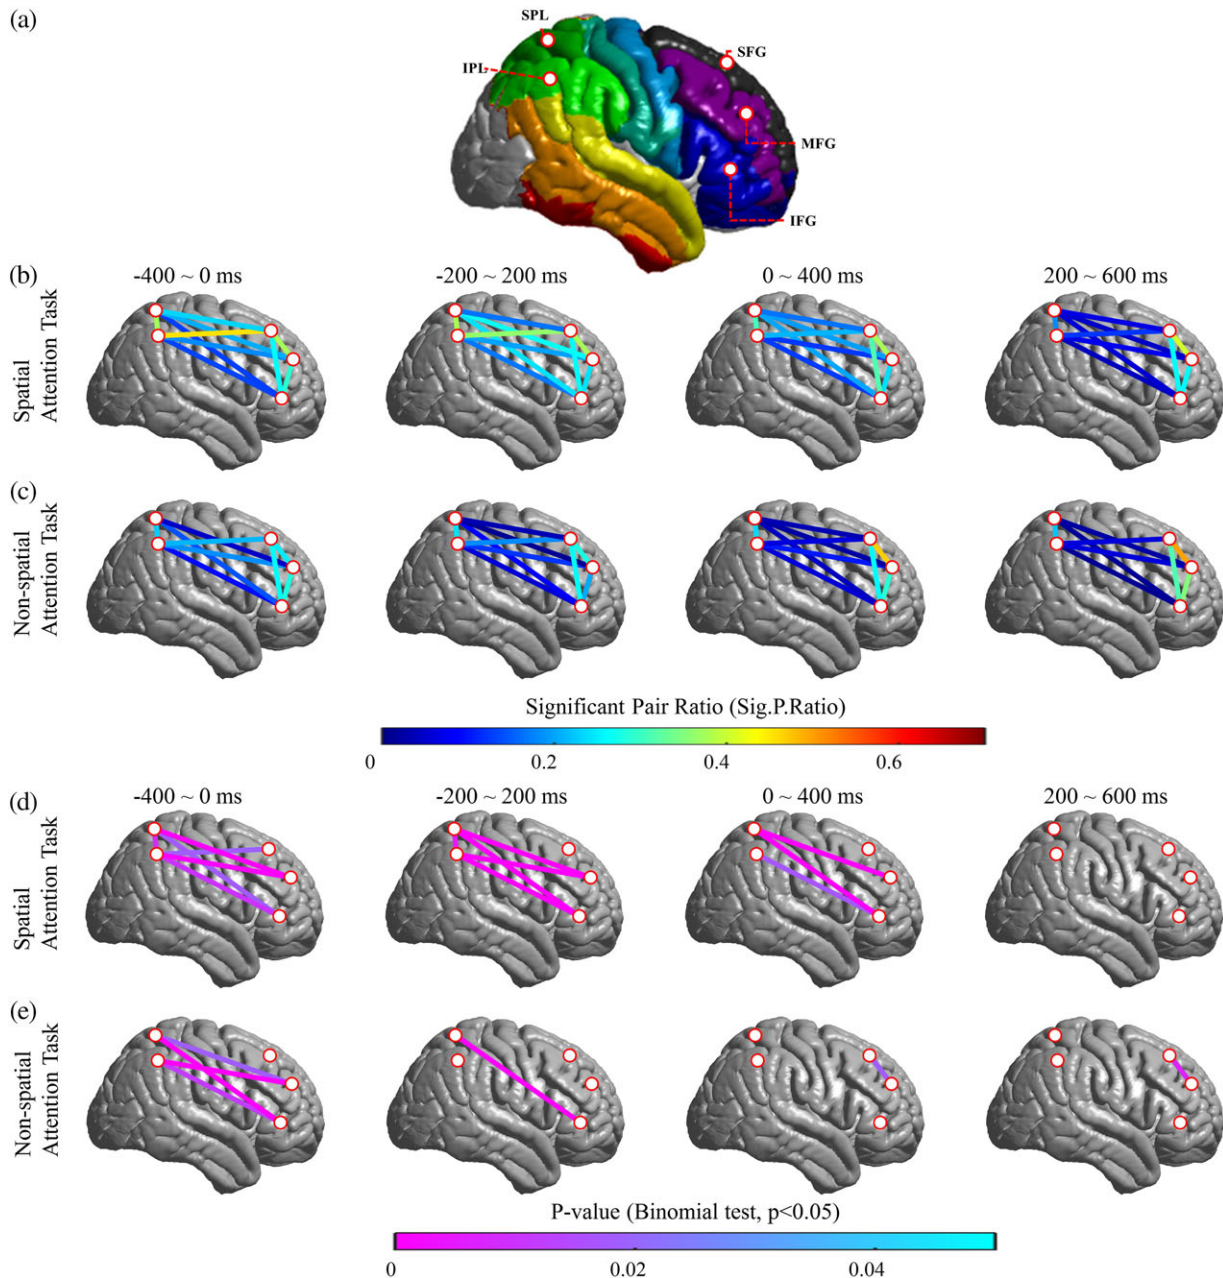 (a)
SPL
SFG
IPL
MFG
IFG
(b)
-400 ~ 0 ms
-200 ~ 200 ms
0 ~ 400 ms
200 ~ 600 ms
Spatial
Attention Task
(c)
Non-spatial
Attention Task
Significant Pair Ratio (Sig.P.Ratio)
0
0.2
0.4
0.6
(d)
-400 ~ 0 ms
-200 ~ 200 ms
0 ~ 400 ms
200 ~ 600 ms
Spatial
Attention Task
(e)
Non-spatial
Attention Task
P-value (Binomial test, p<0.05)
0
0.02
0.04